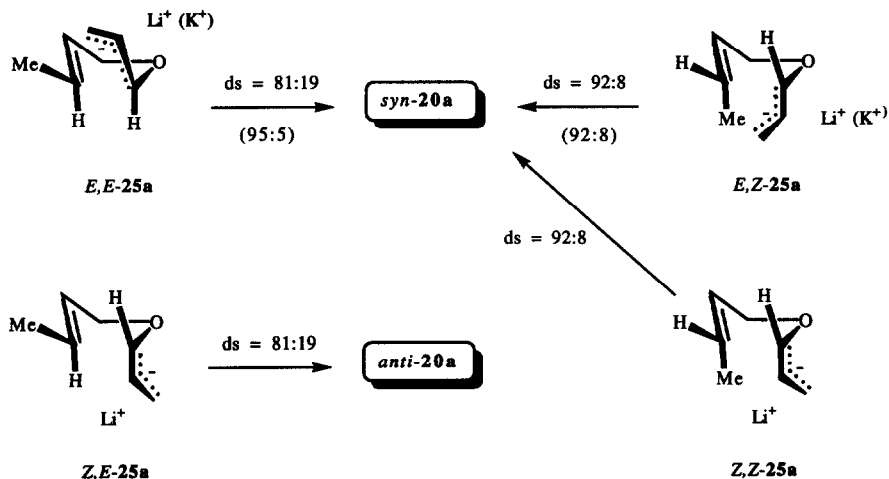 Li⁺ (K⁺)
O
Me
H
H
E,E-25a
ds = 81:19
(95:5)
syn-20a
ds = 92:8
(92:8)
H
O
H
Me
Li⁺ (K⁺)
E,Z-25a
ds = 92:8
H
O
Me
H
Li⁺
Z,E-25a
ds = 81:19
anti-20a
H
O
H
Me
Li⁺
Z,Z-25a